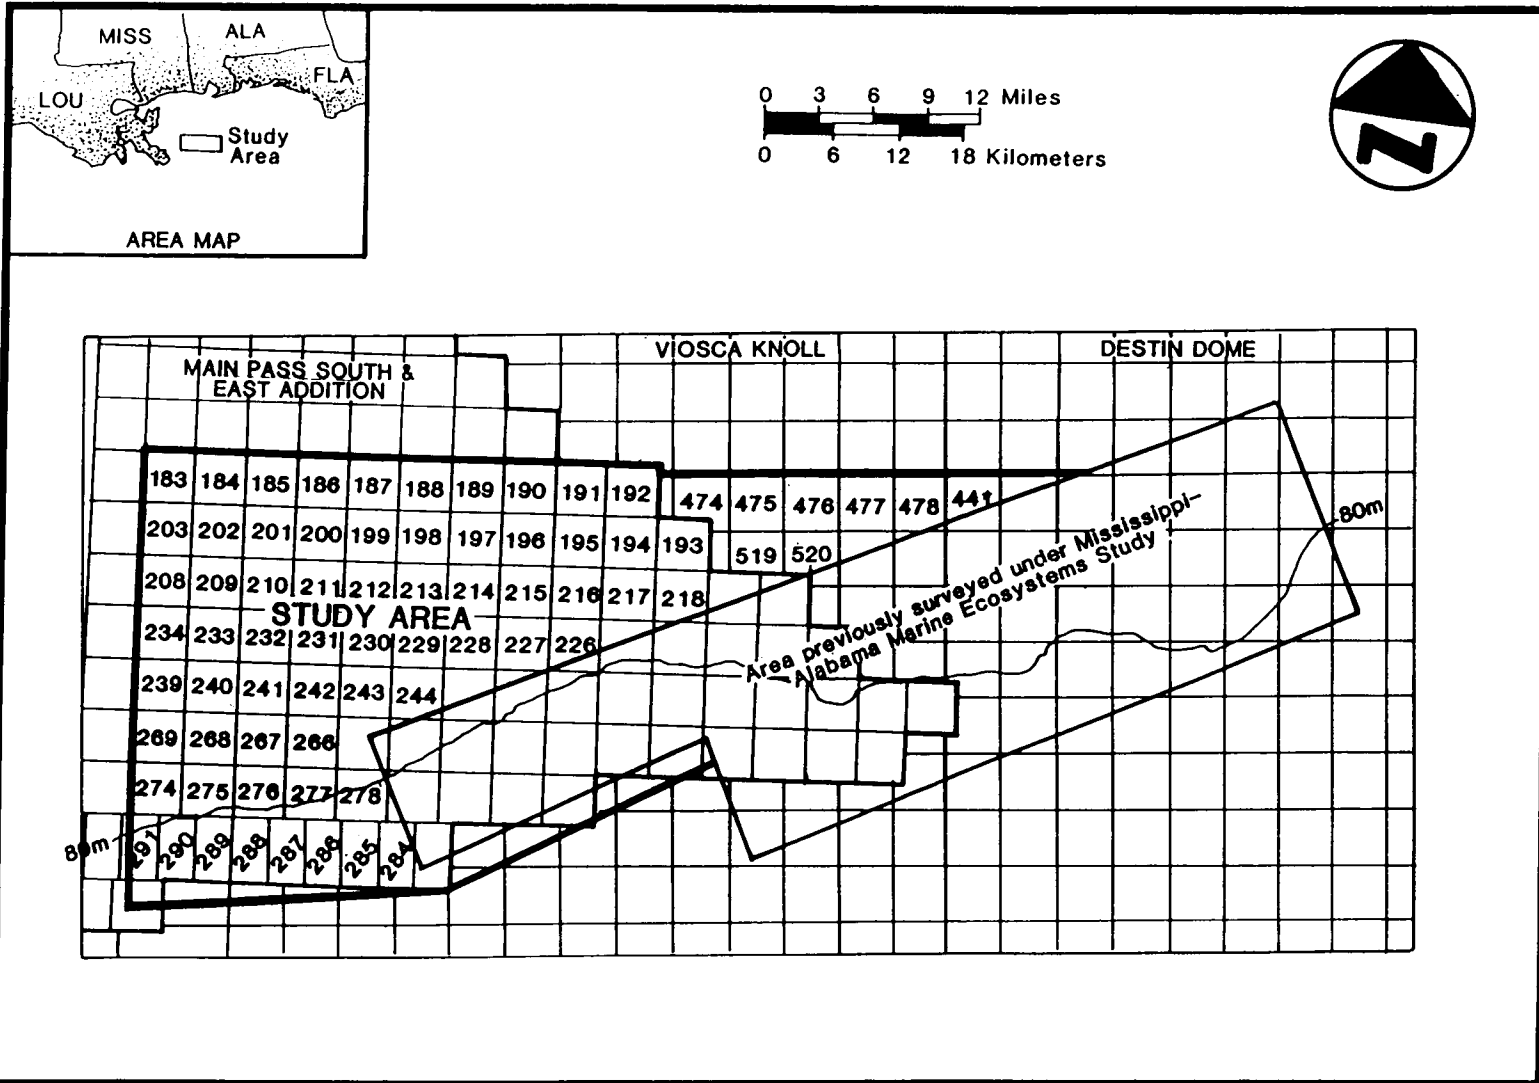 MISS ALA
FLA
LOU
Study
Area
AREA MAP
0 3 6 9 12 Miles
0 6 12 18 Kilometers
N
VIOSCA KNOLL DESTIN DOME
MAIN PASS SOUTH &
EAST ADDITION
183 184 185 186 187 188 189 190 191 192 474 475 476 477 478
203 202 201 200 199 198 197 196 195 194 193 519 520
208 209 210 211 212 213 214 215 216 217 218
STUDY AREA
234 233 232 231 230 229 228 227 226
239 240 241 242 243 244
269 268 267 266
274 275 276 277 278
291 290 289 288 287 286 285 284
80m
80m
Area previously surveyed under Mississippi-
Alabama Marine Ecosystems Study